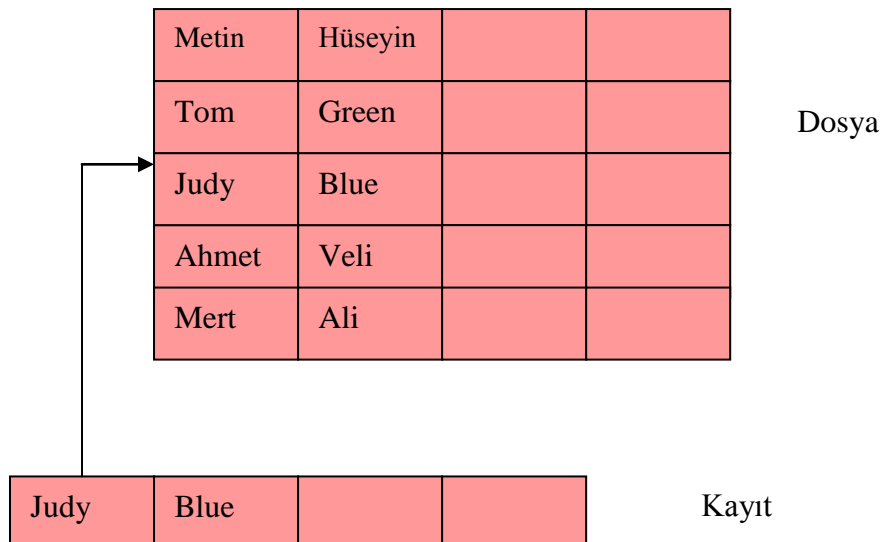 Metin Hüseyin
Tom Green
Dosya
Judy Blue
Ahmet Veli
Mert Ali
Judy Blue
Kayıt